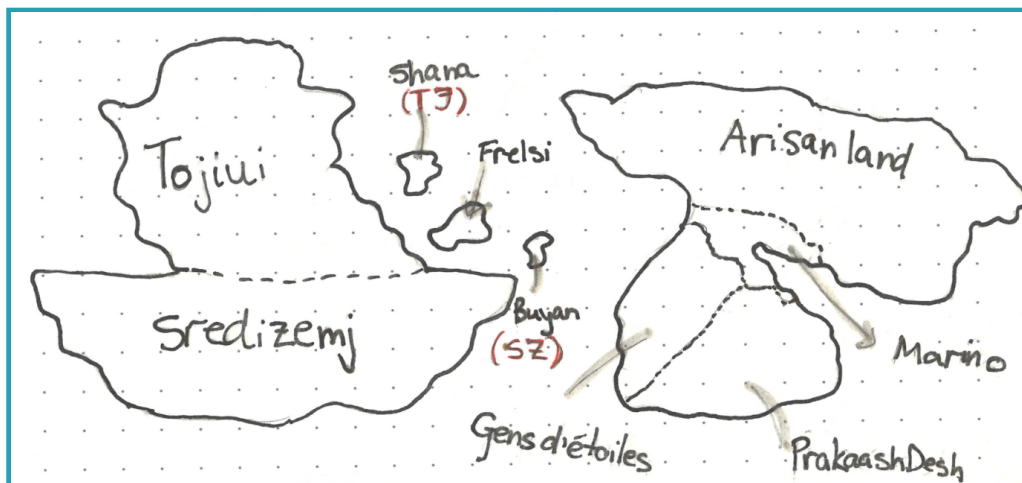 Shana
(TJ)
Tojiui
Frelsi
Arisanland
Sredizemj
Buyan
(SZ)
Marino
Gens d'étoiles
PrakaashDesh